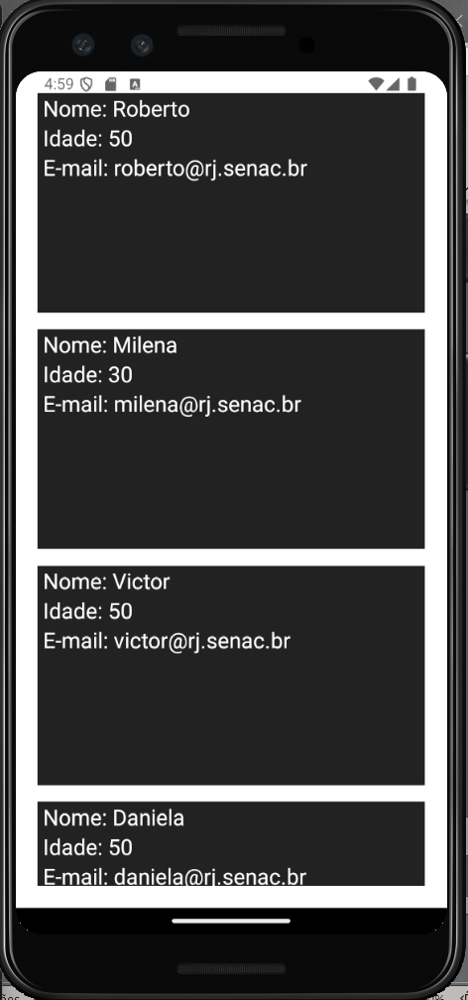 4:59
Nome: Roberto
Idade: 50
E-mail: roberto@rj.senac.br
Nome: Milena
Idade: 30
E-mail: milena@rj.senac.br
Nome: Victor
Idade: 50
E-mail: victor@rj.senac.br
Nome: Daniela
Idade: 50
E-mail: daniela@rj.senac.br